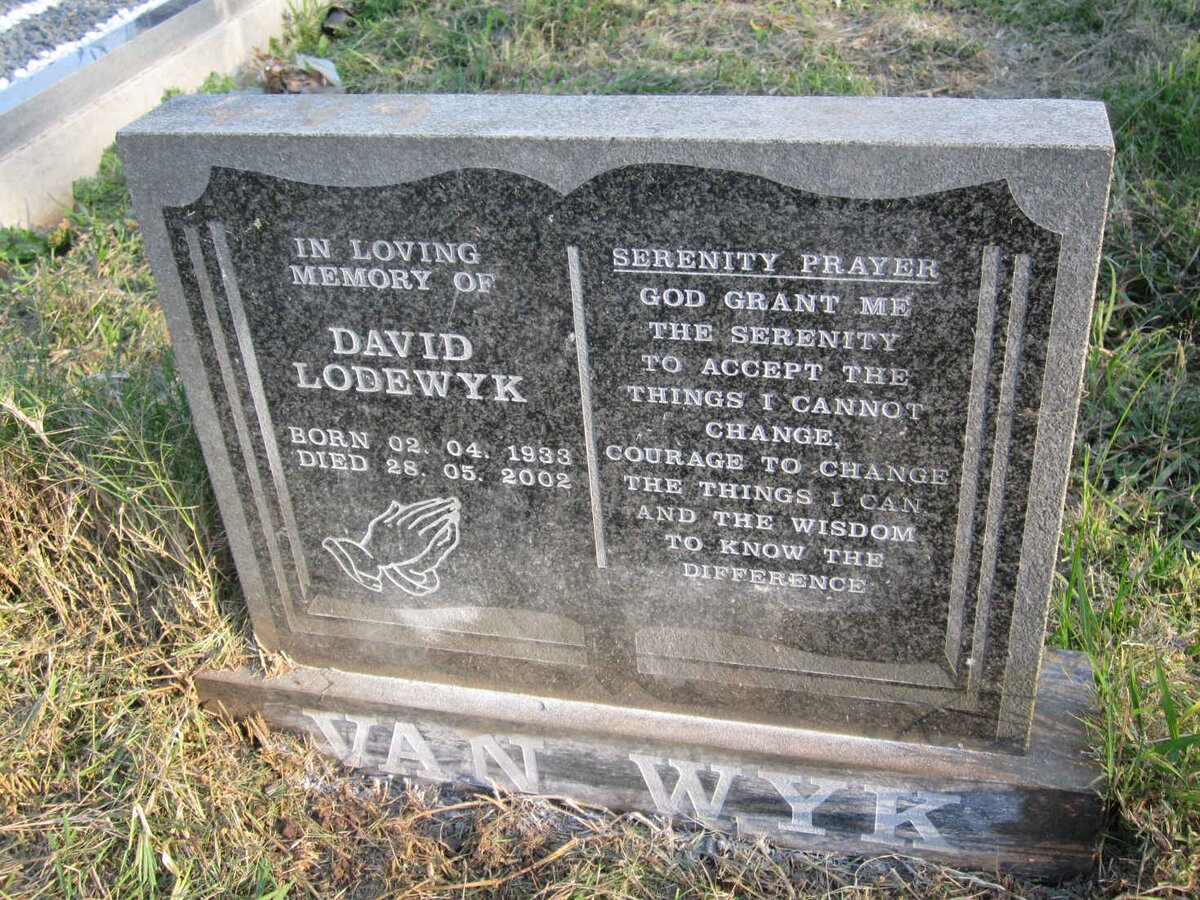 IN LOVING
MEMORY OF
DAVID
LODEWYK
BORN 02. 04. 1933
DIED 28. 05. 2002
SERENITY PRAYER
GOD GRANT ME
THE SERENITY
TO ACCEPT THE
THINGS I CANNOT
CHANGE,
COURAGE TO CHANGE
THE THINGS I CAN
AND THE WISDOM
TO KNOW THE
DIFFERENCE
VAN WYK